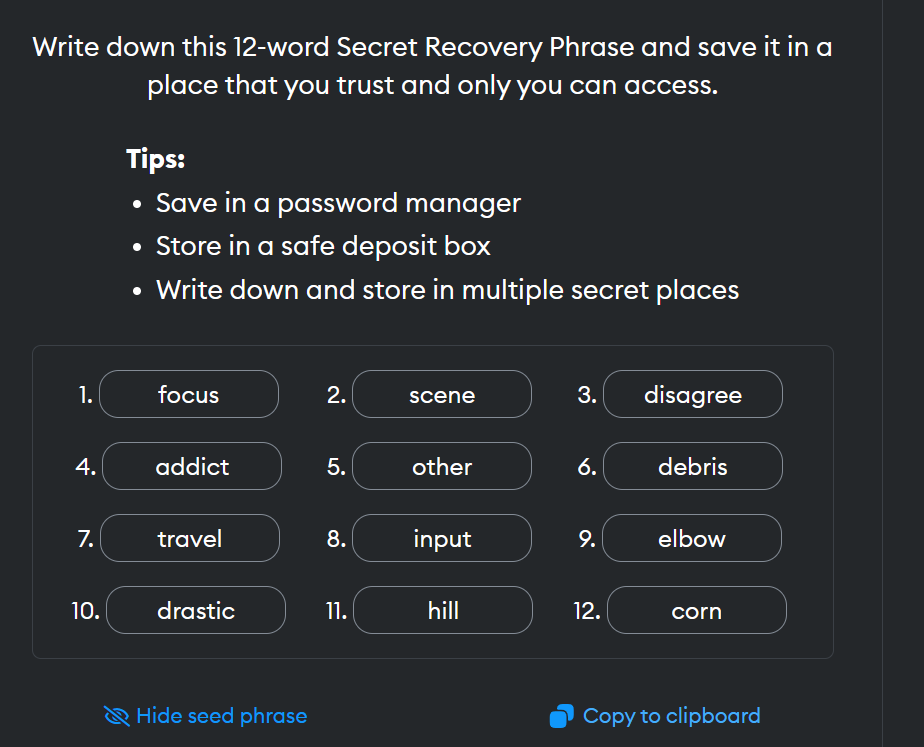 Write down this 12-word Secret Recovery Phrase and save it in a
place that you trust and only you can access.
Tips:
• Save in a password manager
• Store in a safe deposit box
• Write down and store in multiple secret places
1. focus 2. scene 3. disagree
4. addict 5. other 6. debris
7. travel 8. input 9. elbow
10. drastic 11. hill 12. corn
Hide seed phrase Copy to clipboard